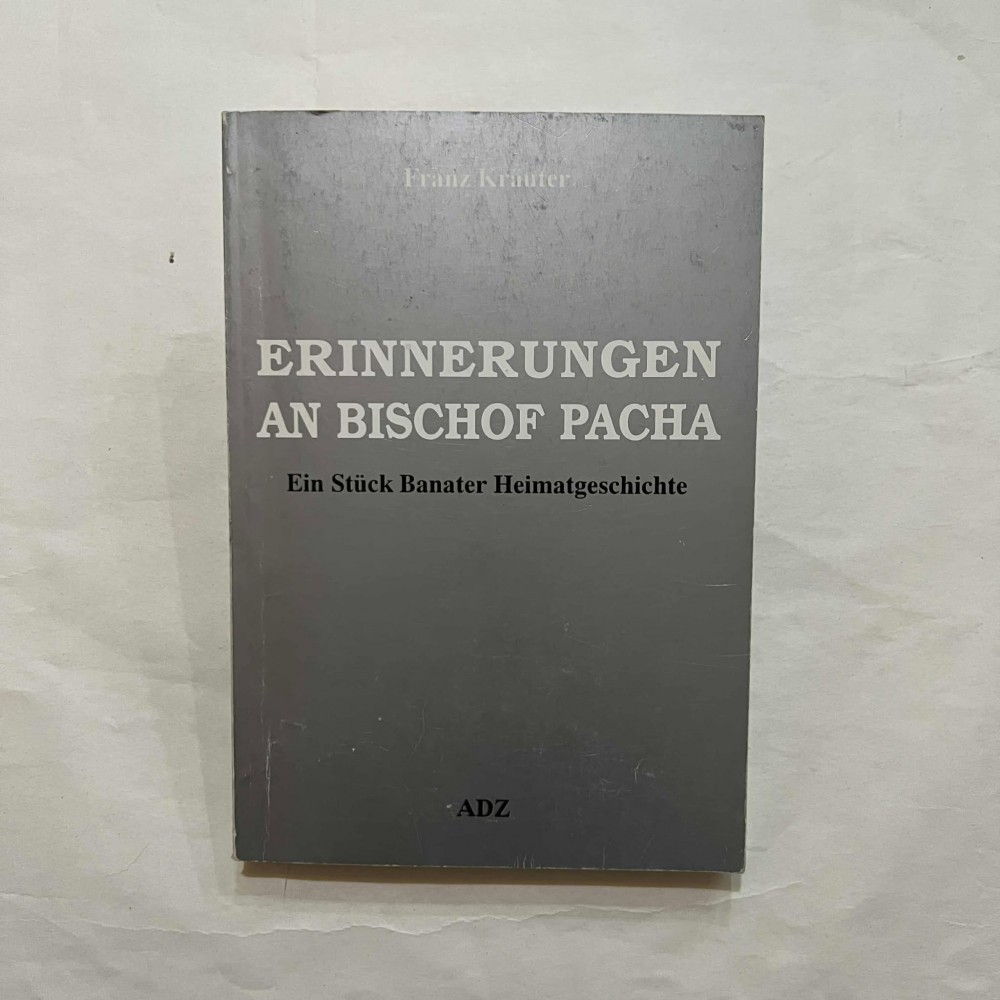 Franz Kräuter
ERINNERUNGEN
AN BISCHOF PACHA
Ein Stück Banater Heimatgeschichte
ADZ